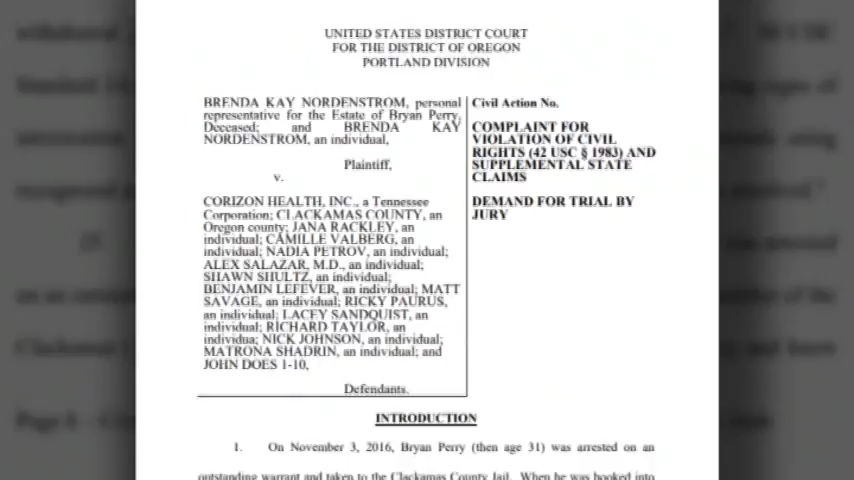 UNITED STATES DISTRICT COURT
FOR THE DISTRICT OF OREGON
PORTLAND DIVISION
BRENDA KAY NORDENSTROM, personal
representative for the Estate of Bryan Perry,
Deceased; and BRENDA KAY
NORDENSTROM, an individual,
Plaintiff,
v.
CORIZON HEALTH, INC., a Tennessee
Corporation; CLACKAMAS COUNTY, an
Oregon county; JANA RACKLEY, an
individual; CAMILLE VALBERG, an
individual; NADIA PETROV, an individual;
ALEX SALAZAR, M.D., an individual;
SHAWN SHULTZ, an individual;
BENJAMIN LEFEVER, an individual; MATT
SAVAGE, an individual; RICKY PAURUS,
an individual; LACEY SANDQUIST, an
individual; RICHARD TAYLOR, an
individua; NICK JOHNSON, an individual;
MATRONA SHADRIN, an individual; and
JOHN DOES 1-10,
Defendants.
Civil Action No.
COMPLAINT FOR
VIOLATION OF CIVIL
RIGHTS (42 USC § 1983) AND
SUPPLEMENTAL STATE
CLAIMS
DEMAND FOR TRIAL BY
JURY
INTRODUCTION
1. On November 3, 2016, Bryan Perry (then age 31) was arrested on an
outstanding warrant and taken to the Clackamas County Jail. When he was booked into